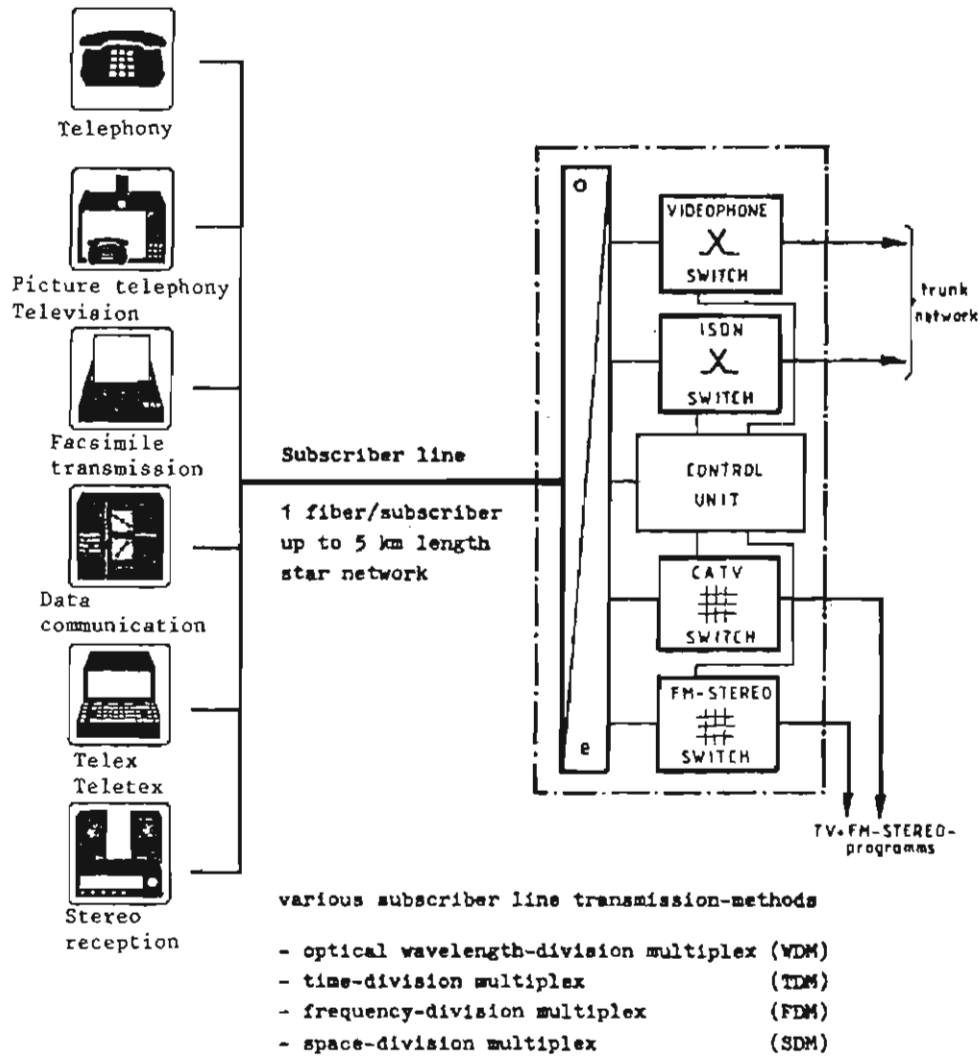 Telephony
Picture telephony
Television
Facsimile
transmission
Data
communication
Telex
Teletex
Stereo
reception
Subscriber line
1 fiber/subscriber
up to 5 km length
star network
o
e
VIDEOPHONE
SWITCH
ISDN
SWITCH
CONTROL
UNIT
CATV
SWITCH
FM-STEREO
SWITCH
trunk
network
TV+FM-STEREO-
programms
various subscriber line transmission-methods
- optical wavelength-division multiplex (WDM)
- time-division multiplex (TDM)
- frequency-division multiplex (FDM)
- space-division multiplex (SDM)